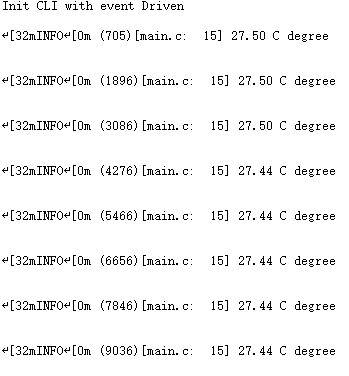 Init CLI with event Driven
↵[32mINFO↵[0m (705)[main.c:  15] 27.50 C degree
↵[32mINFO↵[0m (1896)[main.c:  15] 27.50 C degree
↵[32mINFO↵[0m (3086)[main.c:  15] 27.50 C degree
↵[32mINFO↵[0m (4276)[main.c:  15] 27.44 C degree
↵[32mINFO↵[0m (5466)[main.c:  15] 27.44 C degree
↵[32mINFO↵[0m (6656)[main.c:  15] 27.44 C degree
↵[32mINFO↵[0m (7846)[main.c:  15] 27.44 C degree
↵[32mINFO↵[0m (9036)[main.c:  15] 27.44 C degree